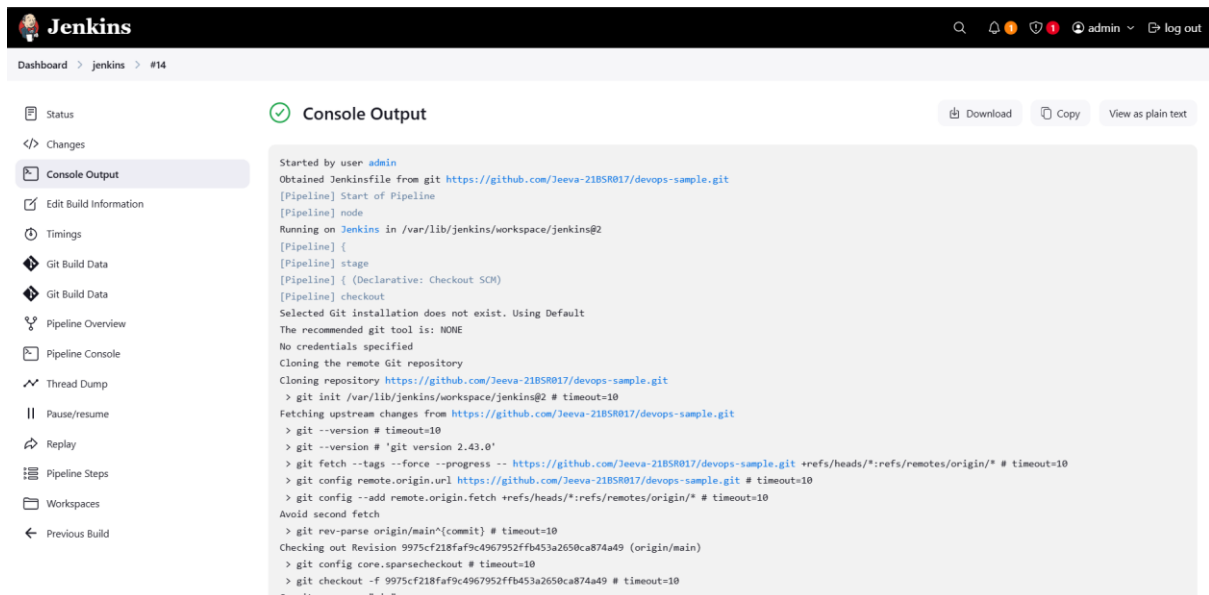 Jenkins
1
1
admin
log out
Dashboard > jenkins > #14
Status
Changes
Console Output
Edit Build Information
Timings
Git Build Data
Git Build Data
Pipeline Overview
Pipeline Console
Thread Dump
Pause/resume
Replay
Pipeline Steps
Workspaces
Previous Build
Console Output
Download
Copy
View as plain text
Started by user admin
Obtained Jenkinsfile from git https://github.com/Jeeva-21BSR017/devops-sample.git
[Pipeline] Start of Pipeline
[Pipeline] node
Running on Jenkins in /var/lib/jenkins/workspace/jenkins@2
[Pipeline] {
[Pipeline] stage
[Pipeline] { (Declarative: Checkout SCM)
[Pipeline] checkout
Selected Git installation does not exist. Using Default
The recommended git tool is: NONE
No credentials specified
Cloning the remote Git repository
Cloning repository https://github.com/Jeeva-21BSR017/devops-sample.git
> git init /var/lib/jenkins/workspace/jenkins@2 # timeout=10
Fetching upstream changes from https://github.com/Jeeva-21BSR017/devops-sample.git
> git --version # timeout=10
> git --version # 'git version 2.43.0'
> git fetch --tags --force --progress -- https://github.com/Jeeva-21BSR017/devops-sample.git +refs/heads/*:refs/remotes/origin/* # timeout=10
> git config remote.origin.url https://github.com/Jeeva-21BSR017/devops-sample.git # timeout=10
> git config --add remote.origin.fetch +refs/heads/*:refs/remotes/origin/* # timeout=10
Avoid second fetch
> git rev-parse origin/main^{commit} # timeout=10
Checking out Revision 9975cf218faf9c4967952ffb453a2650ca874a49 (origin/main)
> git config core.sparsecheckout # timeout=10
> git checkout -f 9975cf218faf9c4967952ffb453a2650ca874a49 # timeout=10